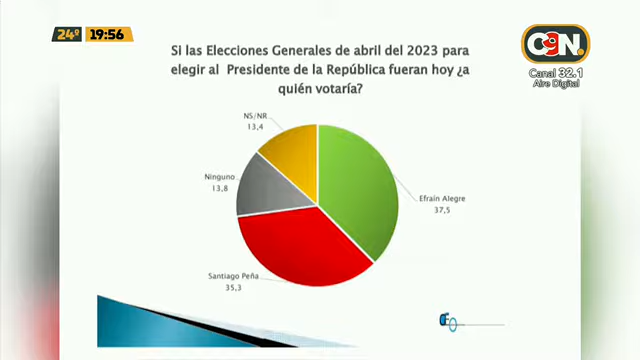 24º 19:56
C9N.
Canal 32.1
Aire Digital
Si las Elecciones Generales de abril del 2023 para
elegir al Presidente de la República fueran hoy ¿a
quién votaría?
NS/NR
13,4
Ninguno
13,8
Efraín Alegre
37,5
Santiago Peña
35,3